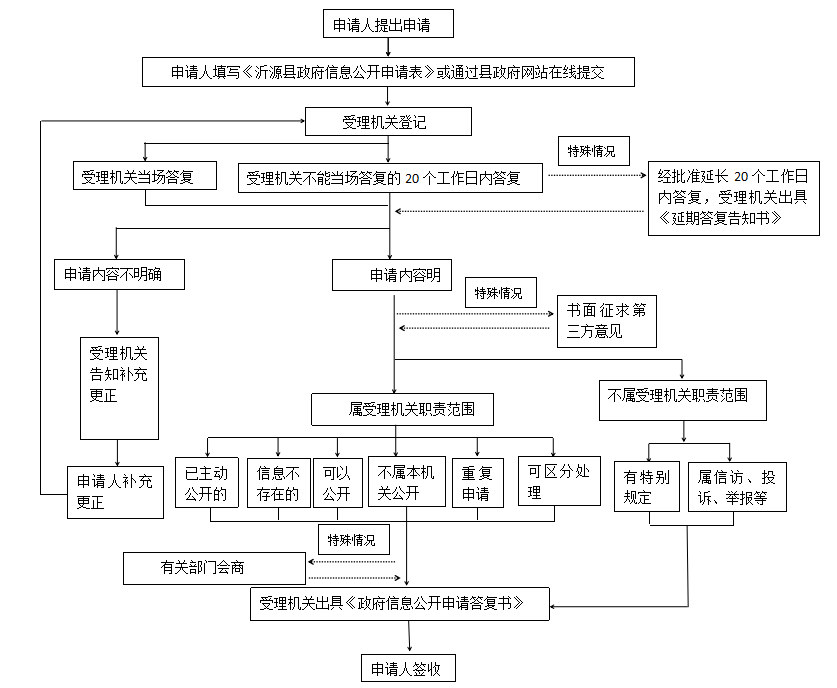 申请人提出申请
申请人填写《沂源县政府信息公开申请表》或通过县政府网站在线提交
受理机关登记
特殊情况
受理机关当场答复
受理机关不能当场答复的 20 个工作日内答复
经批准延长 20 个工作日
内答复，受理机关出具
《延期答复告知书》
申请内容不明确
申请内容明
特殊情况
书面征求第
三方意见
受理机关
告知补充
更正
属受理机关职责范围
不属受理机关职责范围
申请人补充
更正
已主动
公开的
信息不
存在的
可以
公开
不属本机
关公开
重复
申请
可区分处
理
有特别
规定
属信访、投
诉、举报等
特殊情况
有关部门会商
受理机关出具《政府信息公开申请答复书》
申请人签收